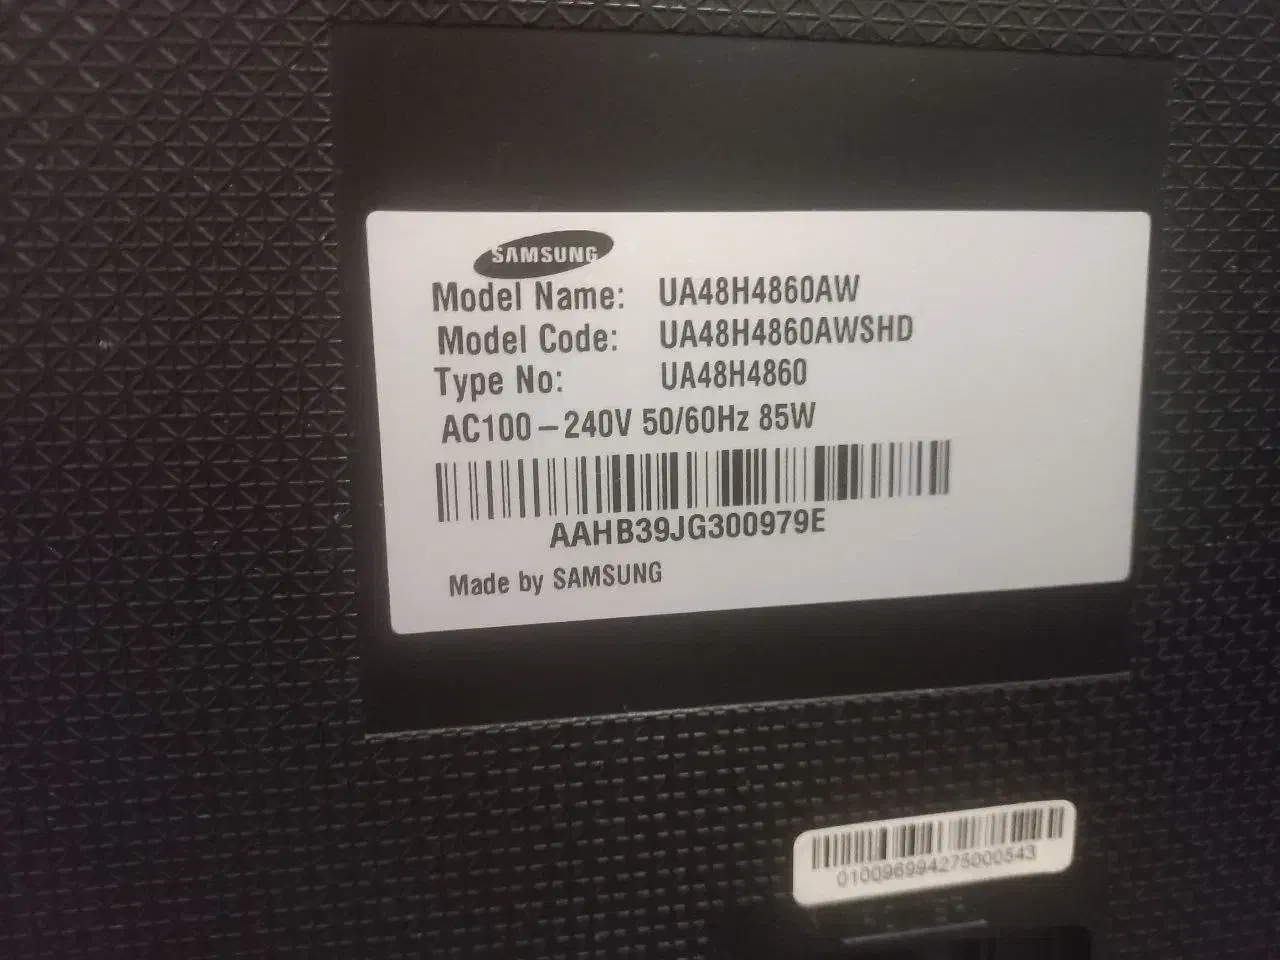 SAMSUNG
Model Name: UA48H4860AW
Model Code: UA48H4860AWSHD
Type No: UA48H4860
AC100-240V 50/60Hz 85W
AAHB39JG300979E
Made by SAMSUNG
010096994275000543